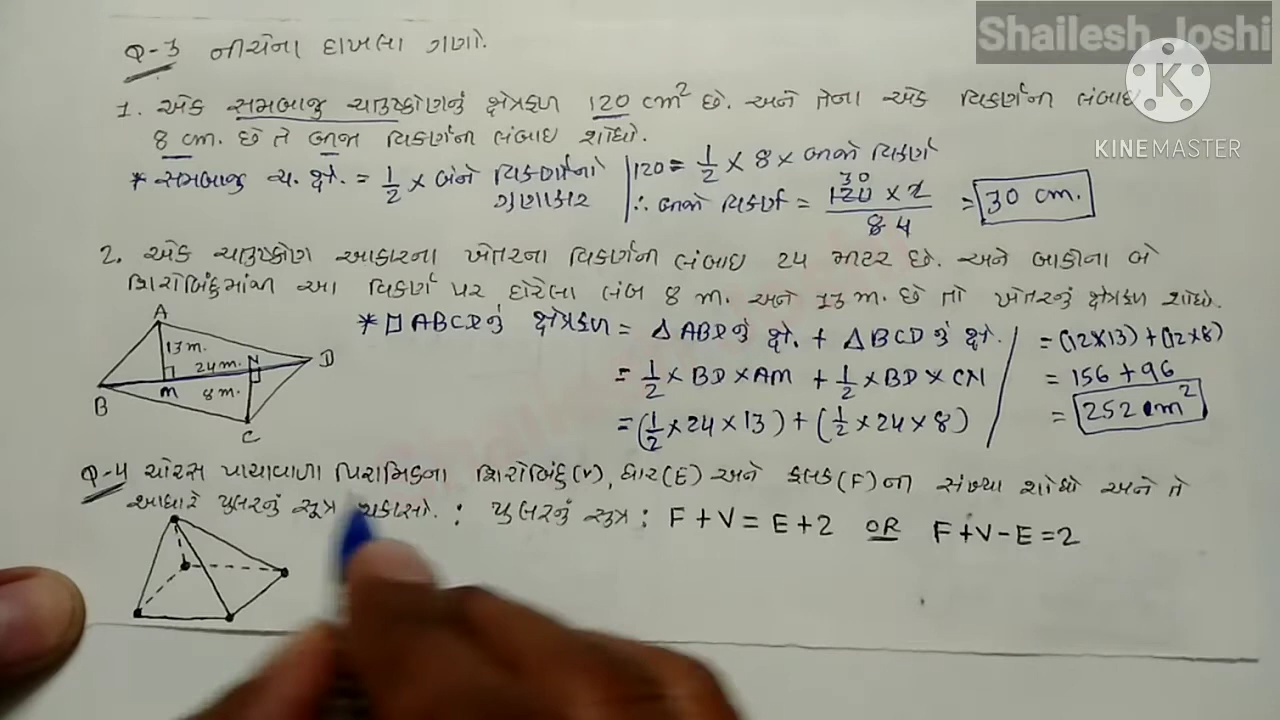 Shailesh Joshi
K
KINEMASTER
Q-3 નીચેના દાખલા ગણો.
1. એક સમબાજુ ચતુષ્કોણનું ક્ષેત્રફળ 120 cm² છે. અને તેના એક વિકર્ણની લંબાઇ
8 cm. છે તે બીજા વિકર્ણની લંબાઇ શોધો.
* સમબાજુ ચ. ક્ષે. = 1/2 × બંને વિકર્ણોનો ગુણાકાર
120 = 1/2 × 8 × બીજો વિકર્ણ
∴ બીજો વિકર્ણ = 120 × 2 / 8 = 30 cm.
30
4
2. એક ચતુષ્કોણ આકારના ખેતરના વિકર્ણની લંબાઇ 24 મીટર છે. અને બાકીના બે
શિરોબિંદુમાંથી આ વિકર્ણ પર દોરેલા લંબ 8 m. અને 13 m. છે તો ખેતરનું ક્ષેત્રફળ શોધો.
A
13 m.
24 m.
N
D
B
M
8 m.
C
* □ ABCD નું ક્ષેત્રફળ = △ ABD નું ક્ષે. + △ BCD નું ક્ષે.
= 1/2 × BD × AM + 1/2 × BD × CN
= (1/2 × 24 × 13) + (1/2 × 24 × 8)
= (12×13) + (12×8)
= 156 + 96
= 252 cm²
Q-4 ચોરસ પાયાવાળા પિરામિડના શિરોબિંદુ(V), ધાર(E) અને ફલક(F) ની સંખ્યા શોધો અને તે
આધારે યુલરનું સૂત્ર ચકાસો. : યુલરનું સુત્ર : F + V = E + 2 OR F + V - E = 2